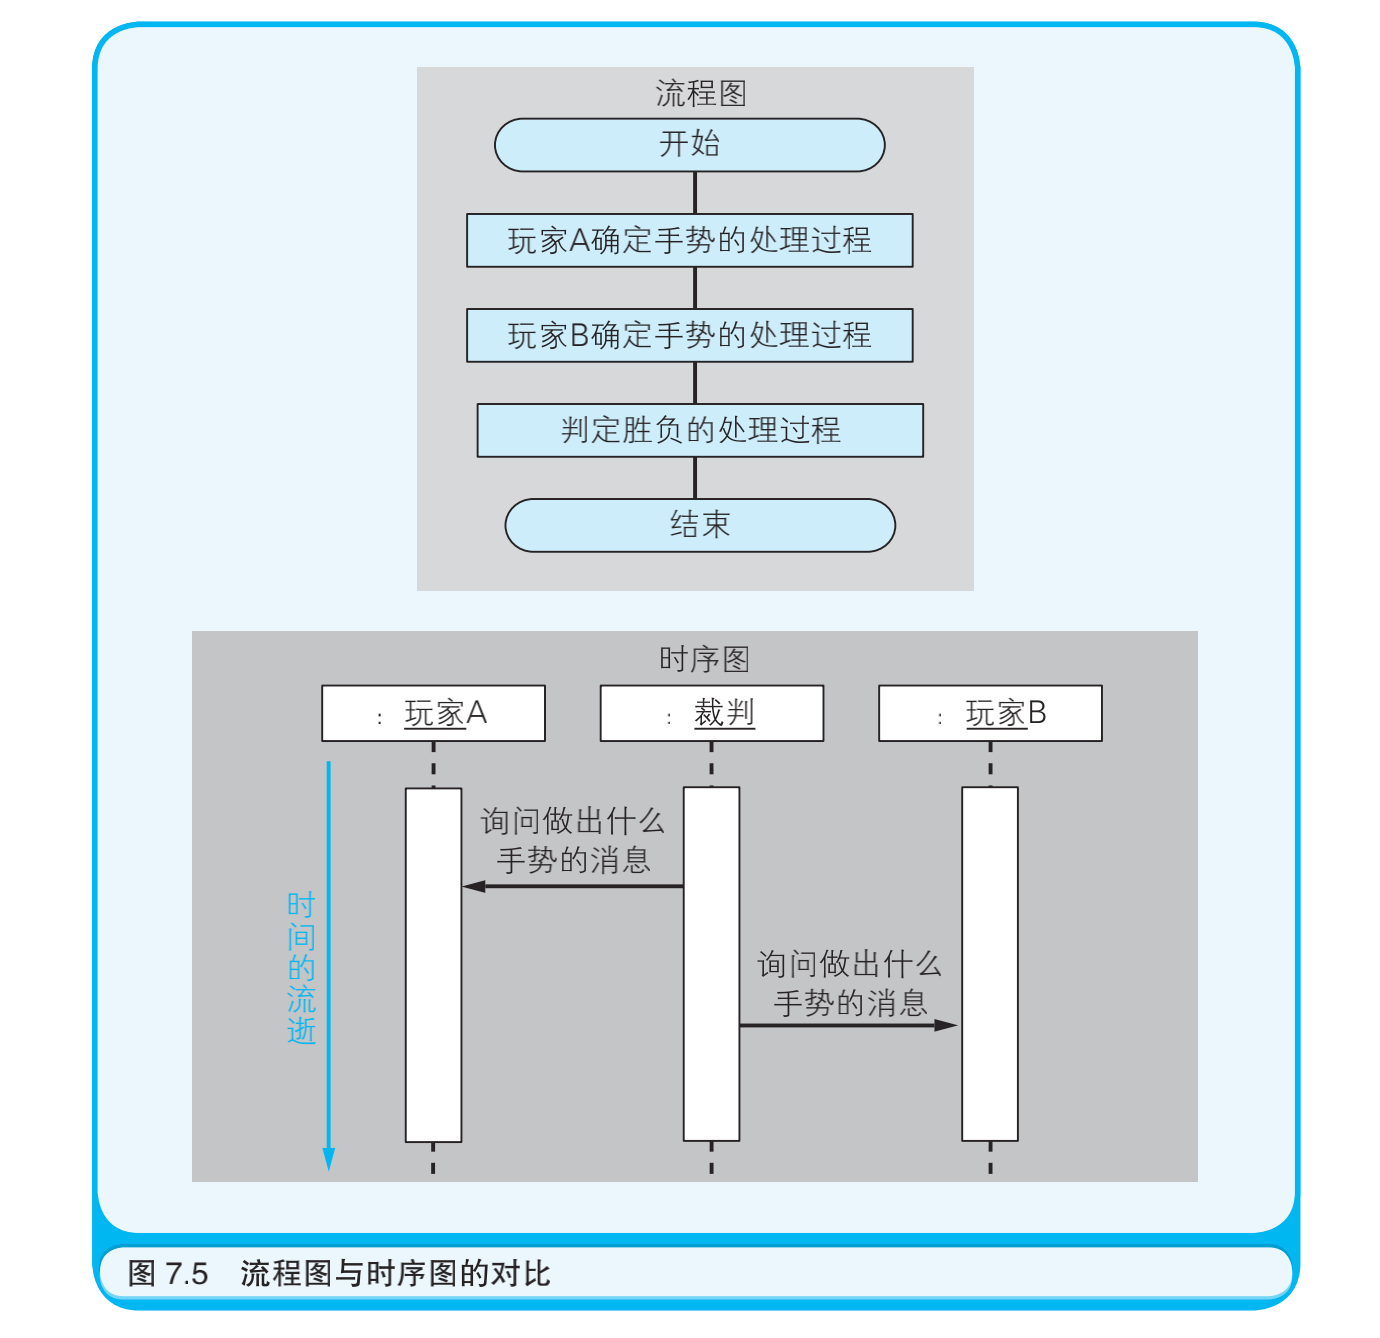 流程图
开始
玩家A确定手势的处理过程
玩家B确定手势的处理过程
判定胜负的处理过程
结束
时序图
：玩家A
：裁判
：玩家B
时间的流逝
询问做出什么
手势的消息
询问做出什么
手势的消息
图 7.5　流程图与时序图的对比